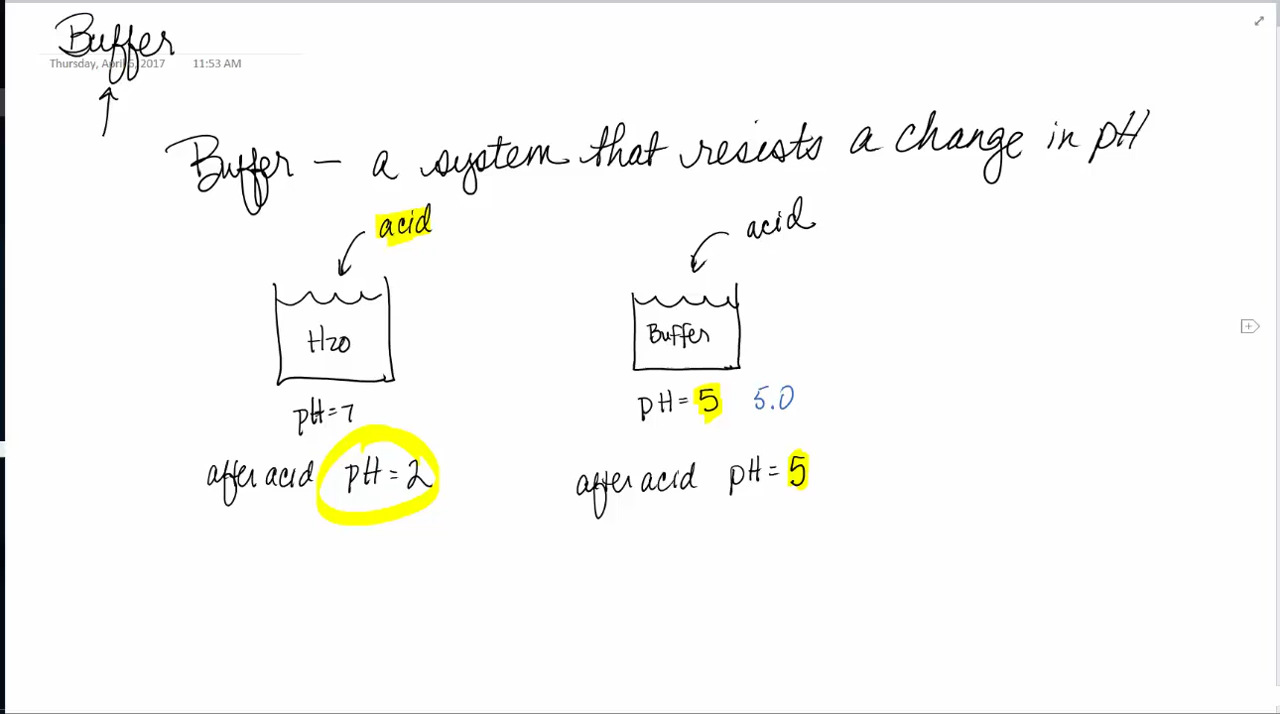 Buffer
Thursday, April 6, 2017 11:53 AM
Buffer – a system that resists a change in pH
acid
acid
H20
Buffer
pH = 7
pH = 5 5.0
after acid pH = 2
after acid pH = 5